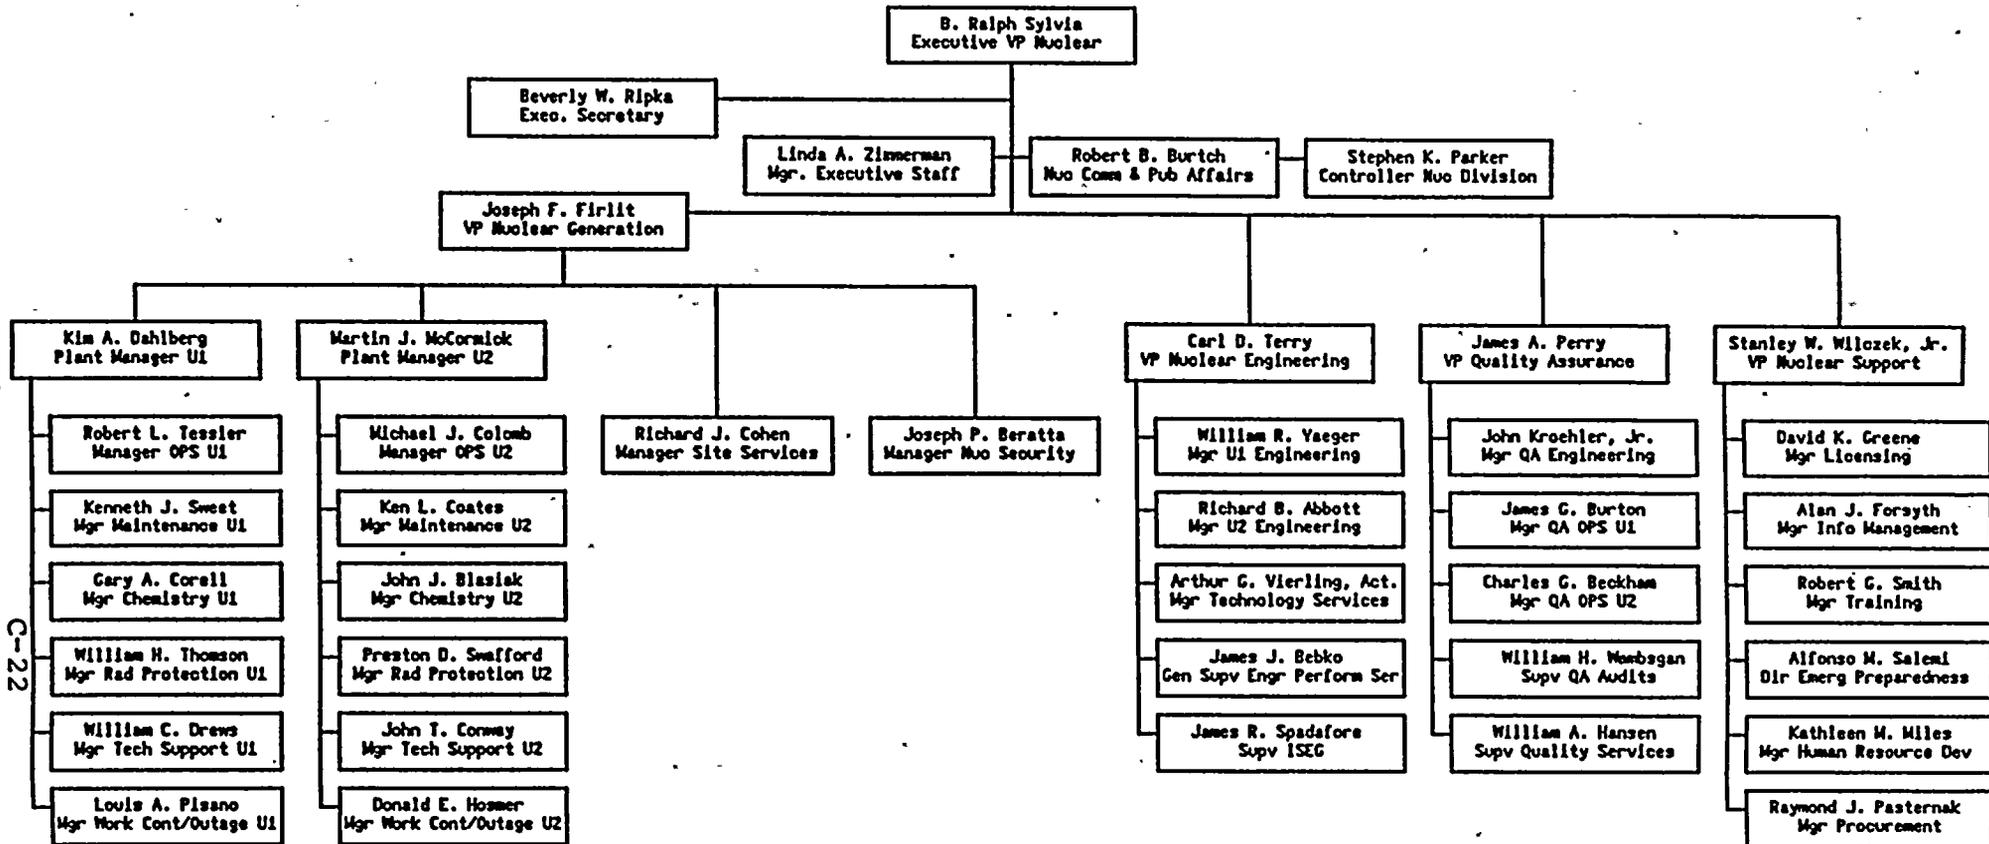 B. Ralph Sylvia
Executive VP Nuclear
Beverly W. Ripka
Exec. Secretary
Linda A. Zimmerman
Mgr. Executive Staff
Robert B. Burtch
Nuc Comm & Pub Affairs
Stephen K. Parker
Controller Nuc Division
Joseph F. Firlit
VP Nuclear Generation
Kim A. Dahlberg
Plant Manager U1
Martin J. McCormick
Plant Manager U2
Carl D. Terry
VP Nuclear Engineering
James A. Perry
VP Quality Assurance
Stanley W. Wilczek, Jr.
VP Nuclear Support
Robert L. Tessier
Manager OPS U1
Kenneth J. Sweet
Mgr Maintenance U1
Gary A. Corell
Mgr Chemistry U1
William H. Thomson
Mgr Rad Protection U1
William C. Drews
Mgr Tech Support U1
Louis A. Pisano
Mgr Work Cont/Outage U1
Michael J. Colomb
Manager OPS U2
Ken L. Coates
Mgr Maintenance U2
John J. Blasiak
Mgr Chemistry U2
Preston D. Swafford
Mgr Rad Protection U2
John T. Conway
Mgr Tech Support U2
Donald E. Hosmer
Mgr Work Cont/Outage U2
Richard J. Cohen
Manager Site Services
Joseph P. Beratta
Manager Nuc Security
William R. Yaeger
Mgr U1 Engineering
Richard B. Abbott
Mgr U2 Engineering
Arthur G. Vierling, Act.
Mgr Technology Services
James J. Bebko
Gen Supv Engr Perform Ser
James R. Spadafore
Supv ISEG
John Kroehler, Jr.
Mgr QA Engineering
James G. Burton
Mgr QA OPS U1
Charles G. Beckham
Mgr QA OPS U2
William H. Wambsgan
Supv QA Audits
William A. Hansen
Supv Quality Services
David K. Greene
Mgr Licensing
Alan J. Forsyth
Mgr Info Management
Robert G. Smith
Mgr Training
Alfonso M. Salemi
Dir Emerg Preparedness
Kathleen M. Miles
Mgr Human Resource Dev
Raymond J. Pasternak
Mgr Procurement
C-22